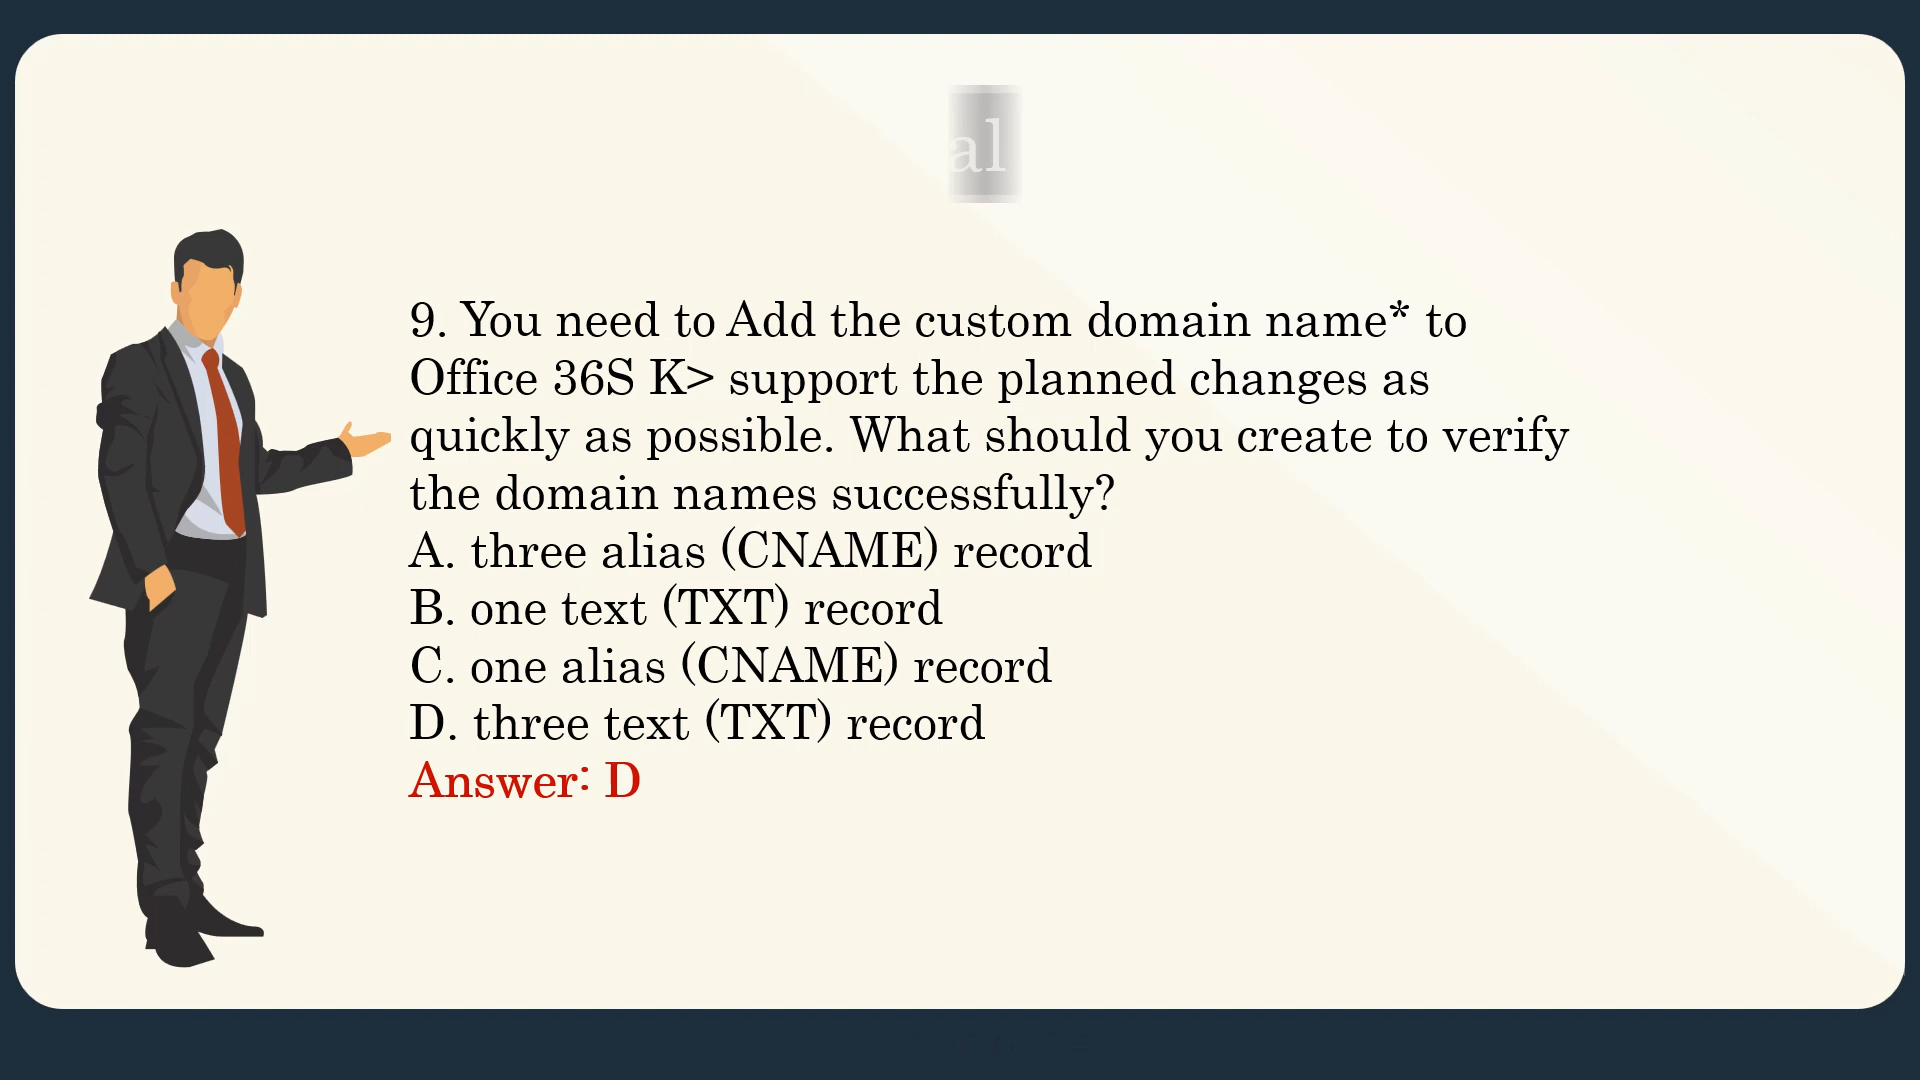 al
9. You need to Add the custom domain name* to
Office 36S K> support the planned changes as
quickly as possible. What should you create to verify
the domain names successfully?
A. three alias (CNAME) record
B. one text (TXT) record
C. one alias (CNAME) record
D. three text (TXT) record
Answer: D